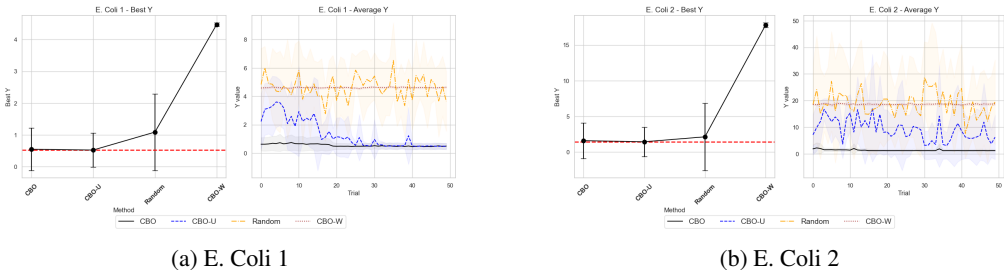 E. Coli 1 - Best Y
Best Y
4
3
2
1
0
CBO
CBO-U
Random
CBO-W
E. Coli 1 - Average Y
Y value
8
6
4
2
0
0
10
20
30
40
50
Trial
Method
CBO
CBO-U
Random
CBO-W
(a) E. Coli 1
E. Coli 2 - Best Y
Best Y
15
10
5
0
CBO
CBO-U
Random
CBO-W
E. Coli 2 - Average Y
Y value
50
40
30
20
10
0
0
10
20
30
40
50
Trial
Method
CBO
CBO-U
Random
CBO-W
(b) E. Coli 2